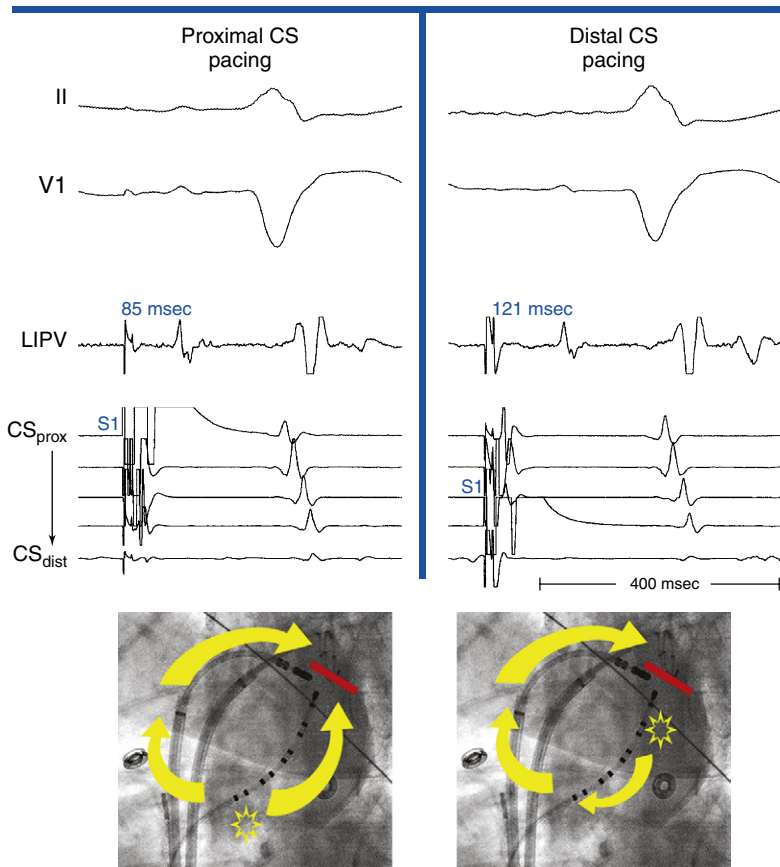 Proximal CS
pacing
Distal CS
pacing
II
V1
85 msec
121 msec
LIPV
S1
CSprox
S1
CSdist
400 msec